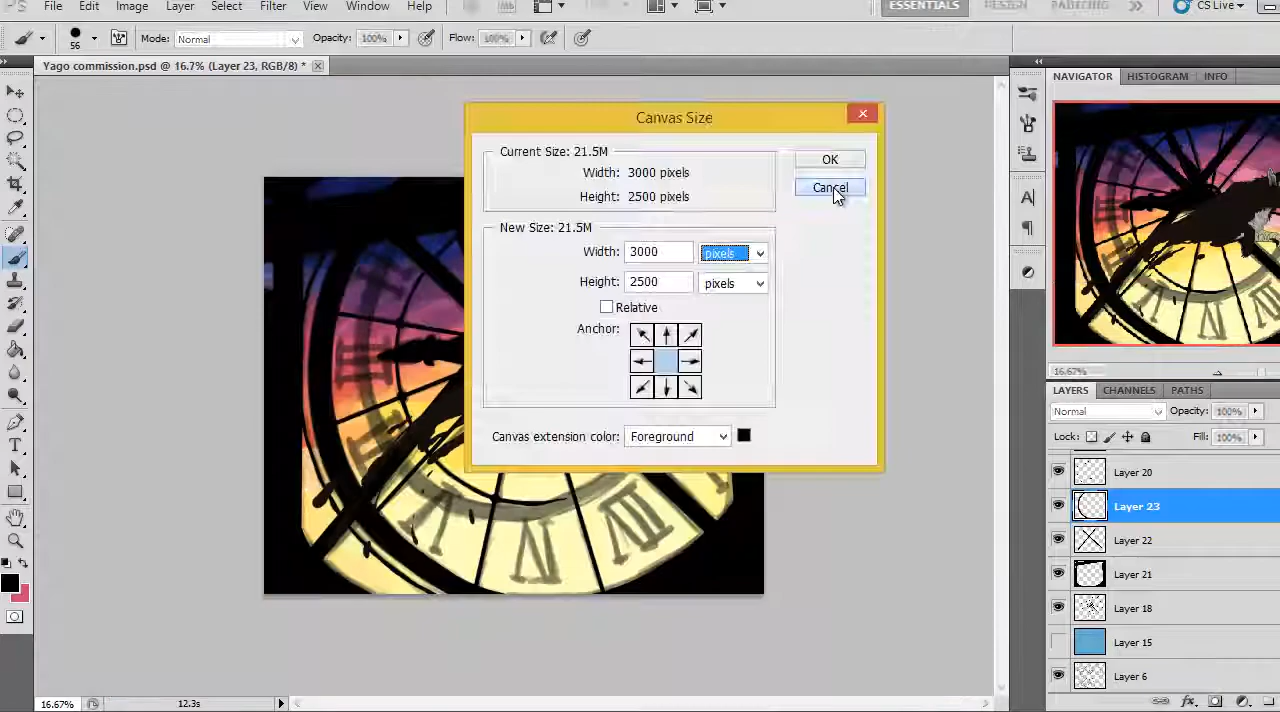 File Edit Image Layer Select Filter View Window Help ESSENTIALS DESIGN PAINTING CS Live
56 Mode: Normal Opacity: 100% Flow: 100%
Yago commission.psd @ 16.7% (Layer 23, RGB/8) *
NAVIGATOR HISTOGRAM INFO
Canvas Size
Current Size: 21.5M
OK
Width: 3000 pixels
Cancel
Height: 2500 pixels
New Size: 21.5M
Width: 3000 pixels
Height: 2500 pixels
Relative
Anchor:
Canvas extension color: Foreground
16.67%
LAYERS CHANNELS PATHS
Normal Opacity: 100%
Lock: Fill: 100%
Layer 20
Layer 23
Layer 22
Layer 21
Layer 18
Layer 15
Layer 6
16.67% 12.3s